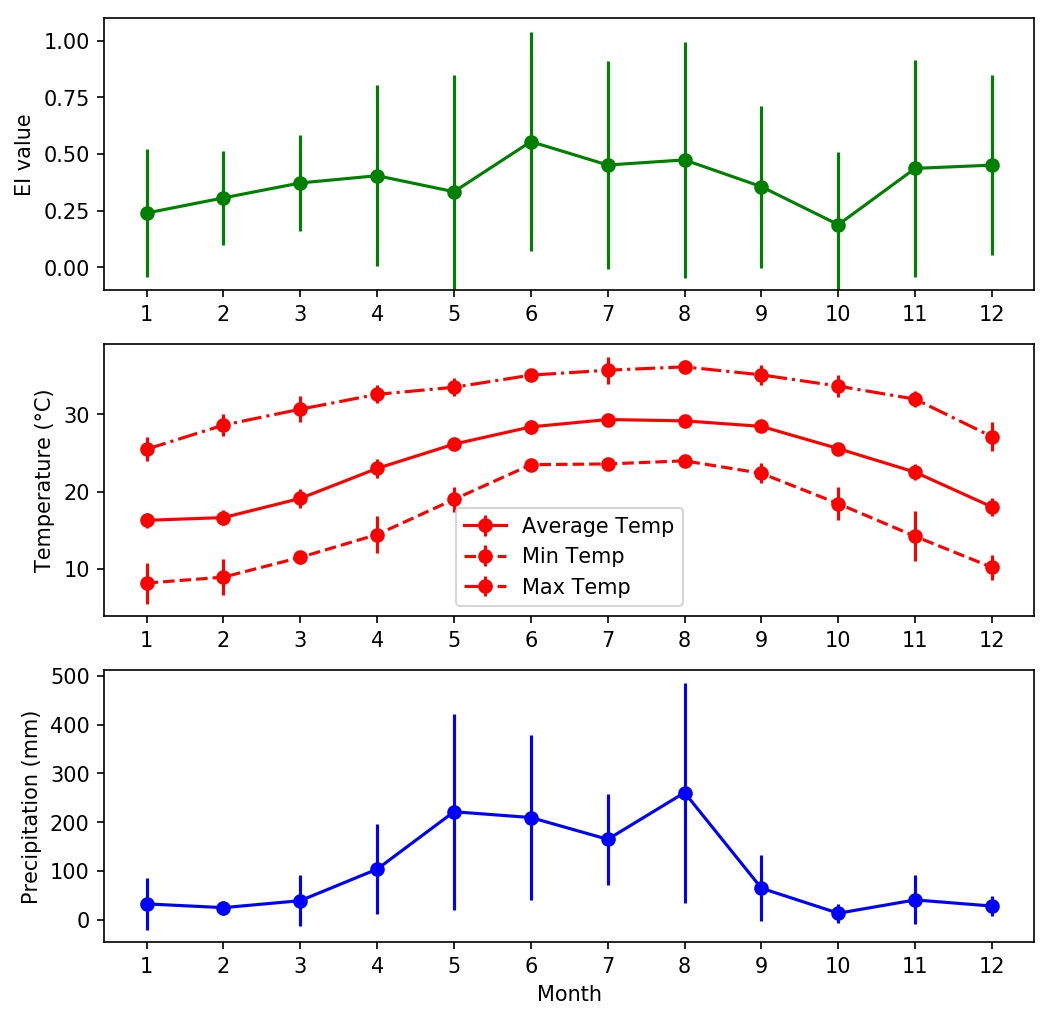 1.00
0.75
0.50
0.25
0.00
EI value
1 2 3 4 5 6 7 8 9 10 11 12
30
20
10
Temperature (°C)
Average Temp
Min Temp
Max Temp
1 2 3 4 5 6 7 8 9 10 11 12
500
400
300
200
100
0
Precipitation (mm)
1 2 3 4 5 6 7 8 9 10 11 12
Month